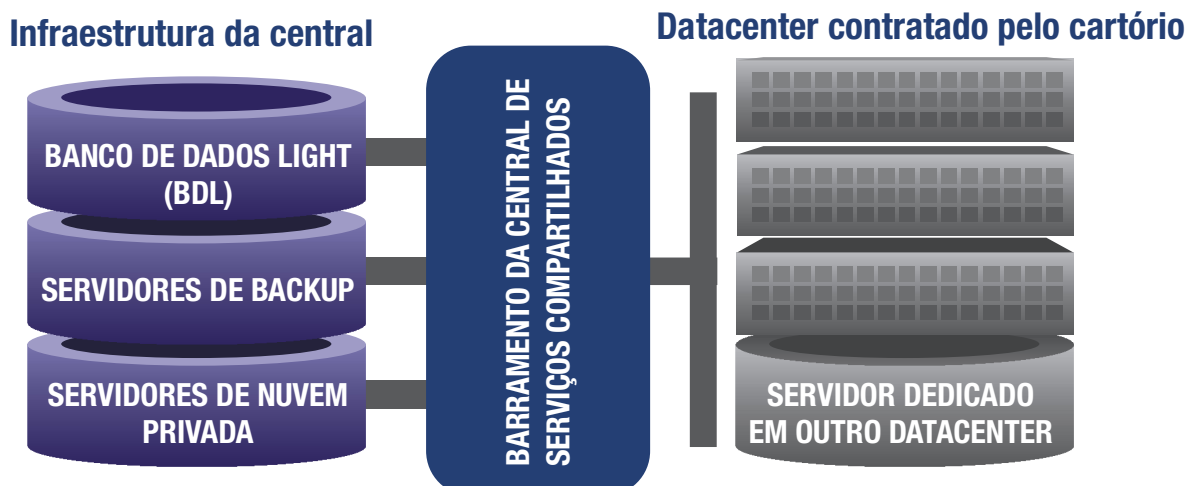 Infraestrutura da central
BANCO DE DADOS LIGHT
(BDL)
SERVIDORES DE BACKUP
SERVIDORES DE NUVEM
PRIVADA
BARRAMENTO DA CENTRAL DE
SERVIÇOS COMPARTILHADOS
Datacenter contratado pelo cartório
SERVIDOR DEDICADO
EM OUTRO DATACENTER